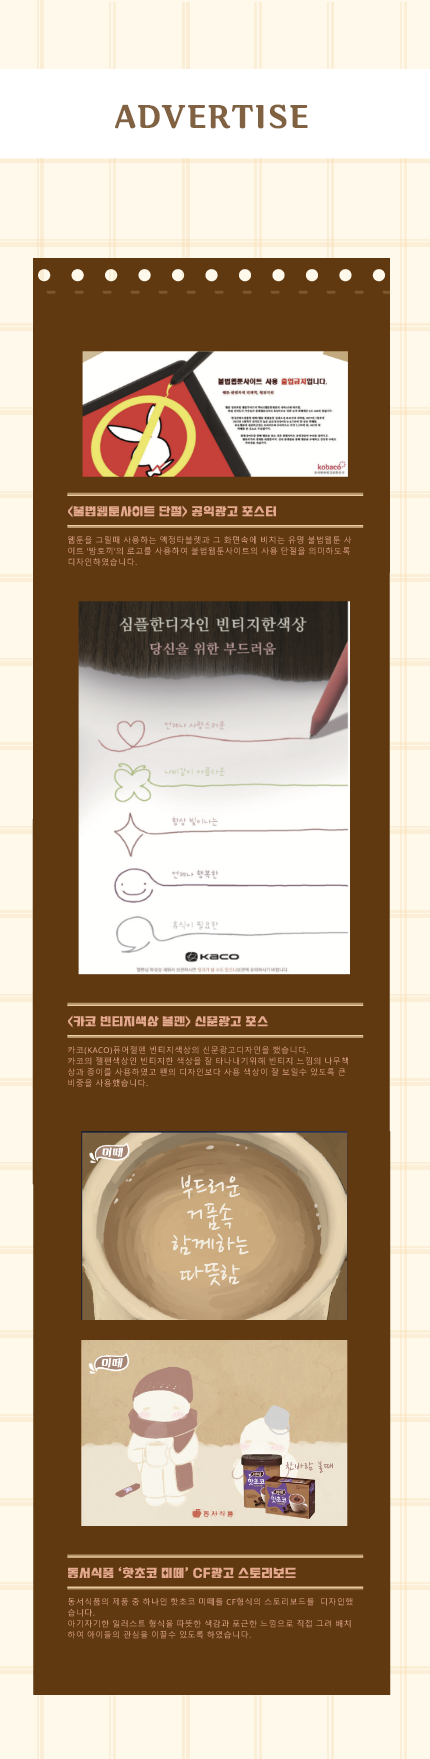 ADVERTISE
불법웹툰사이트 사용 출입금지입니다.
kobaco
<불법웹툰사이트 단절> 공익광고 포스터
웹툰을 그릴때 사용하는 액정타블렛과 그 화면속에 비치는 유명 불법웹툰 사
이트 '밤토끼'의 로고를 사용하여 불법웹툰사이트의 사용 단절을 의미하도록
디자인하였습니다.
심플한디자인 빈티지한색상
당신을 위한 부드러움
언제나 사랑스러운
나비같이 아름다운
항상 빛이나는
언제나 행복한
휴식이 필요한
KACO
<카코 빈티지색상 볼펜> 신문광고 포스
카코(KACO)퓨어젤펜 빈티지색상의 신문광고디자인을 했습니다.
카코의 젤펜색상인 빈티지한 색상을 잘 타나내기위해 빈티지 느낌의 나무책
상과 종이를 사용하였고 펜의 디자인보다 사용 색상이 잘 보일수 있도록 큰
비중을 사용했습니다.
미떼
부드러운
거품속
함께하는
따뜻함
미떼
찬바람 불때
핫초코
핫초코
동서식품
동서식품 '핫초코 미떼' CF광고 스토리보드
동서식품의 제품 중 하나인 핫초코 미떼를 CF형식의 스토리보드를 디자인했
습니다.
아기자기한 일러스트 형식을 따뜻한 색감과 포근한 느낌으로 직접 그려 배치
하여 아이들의 관심을 이끌수 있도록 하였습니다.